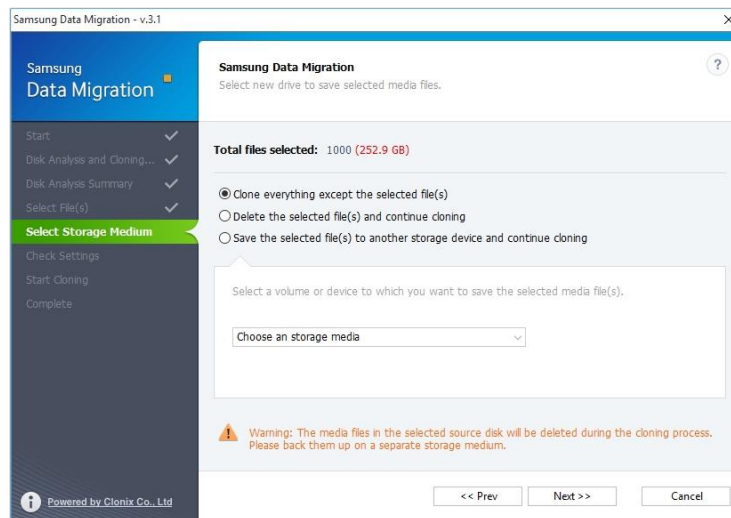 Samsung Data Migration - v.3.1
Samsung
Data Migration
Samsung Data Migration
Select new drive to save selected media files.
?
Start
Disk Analysis and Cloning...
Disk Analysis Summary
Select File(s)
Select Storage Medium
Check Settings
Start Cloning
Complete
Total files selected: 1000 (252.9 GB)
Clone everything except the selected file(s)
Delete the selected file(s) and continue cloning
Save the selected file(s) to another storage device and continue cloning
Select a volume or device to which you want to save the selected media file(s).
Choose an storage media
Warning: The media files in the selected source disk will be deleted during the cloning process.
Please back them up on a separate storage medium.
Powered by Clonix Co., Ltd
<< Prev
Next >>
Cancel